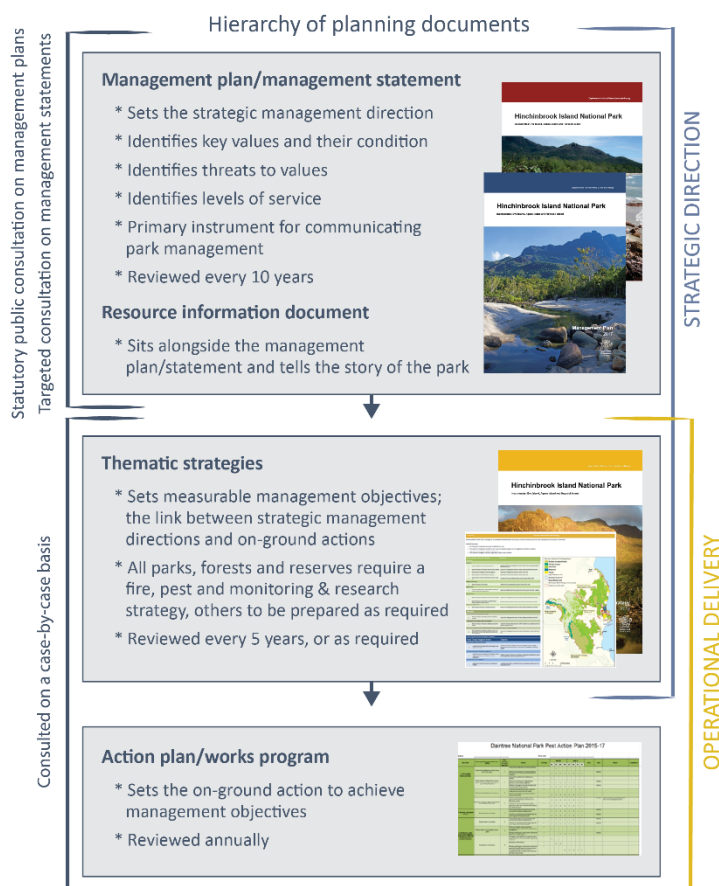 Hierarchy of planning documents
Statutory public consultation on management plans
Targeted consultation on management statements
Management plan/management statement
* Sets the strategic management direction
* Identifies key values and their condition
* Identifies threats to values
* Identifies levels of service
* Primary instrument for communicating
park management
* Reviewed every 10 years
Resource information document
* Sits alongside the management
plan/statement and tells the story of the park
Hinchinbrook Island National Park
Hinchinbrook Island National Park
Management Plan
2017
STRATEGIC DIRECTION
Consulted on a case-by-case basis
Thematic strategies
* Sets measurable management objectives;
the link between strategic management
directions and on-ground actions
* All parks, forests and reserves require a
fire, pest and monitoring & research
strategy, others to be prepared as required
* Reviewed every 5 years, or as required
Hinchinbrook Island National Park
OPERATIONAL DELIVERY
Action plan/works program
* Sets the on-ground action to achieve
management objectives
* Reviewed annually
Daintree National Park Pest Action Plan 2015-17